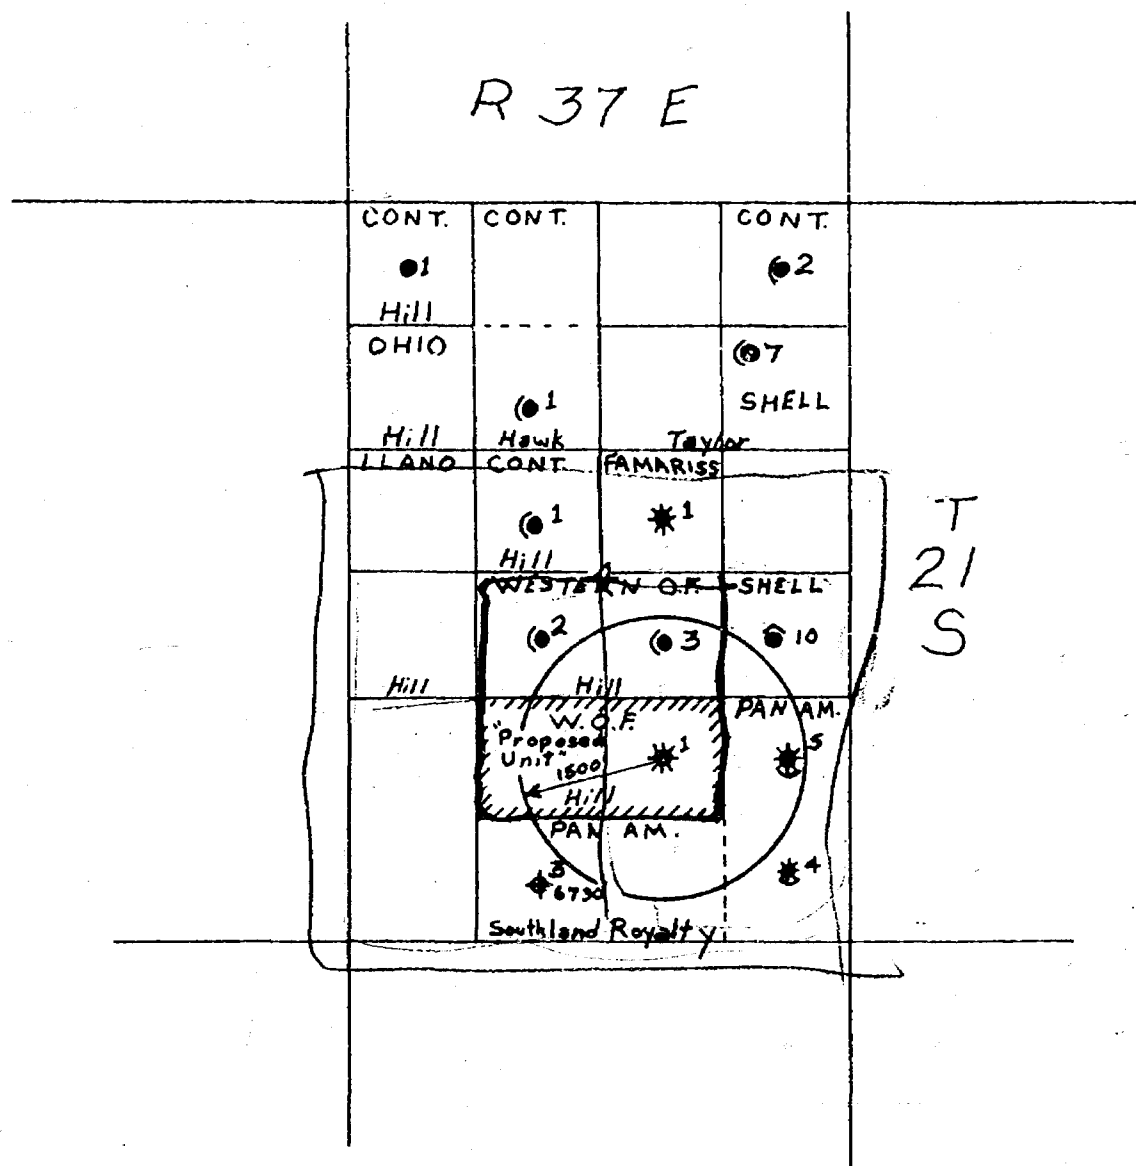 R 37 E
CONT. CONT. CONT.
1 2
Hill
OHIO
7
SHELL
1
Hill Hawk Taylor
LLANO CONT. FAMARISS
1 1
Hill
T
21
S
WESTERN O.F. SHELL
2 3 10
Hill Hill
PAN AM.
W.O.F.
"Proposed
Unit"
1 5
Hill
PAN AM.
3 4
6790
Southland Royalty